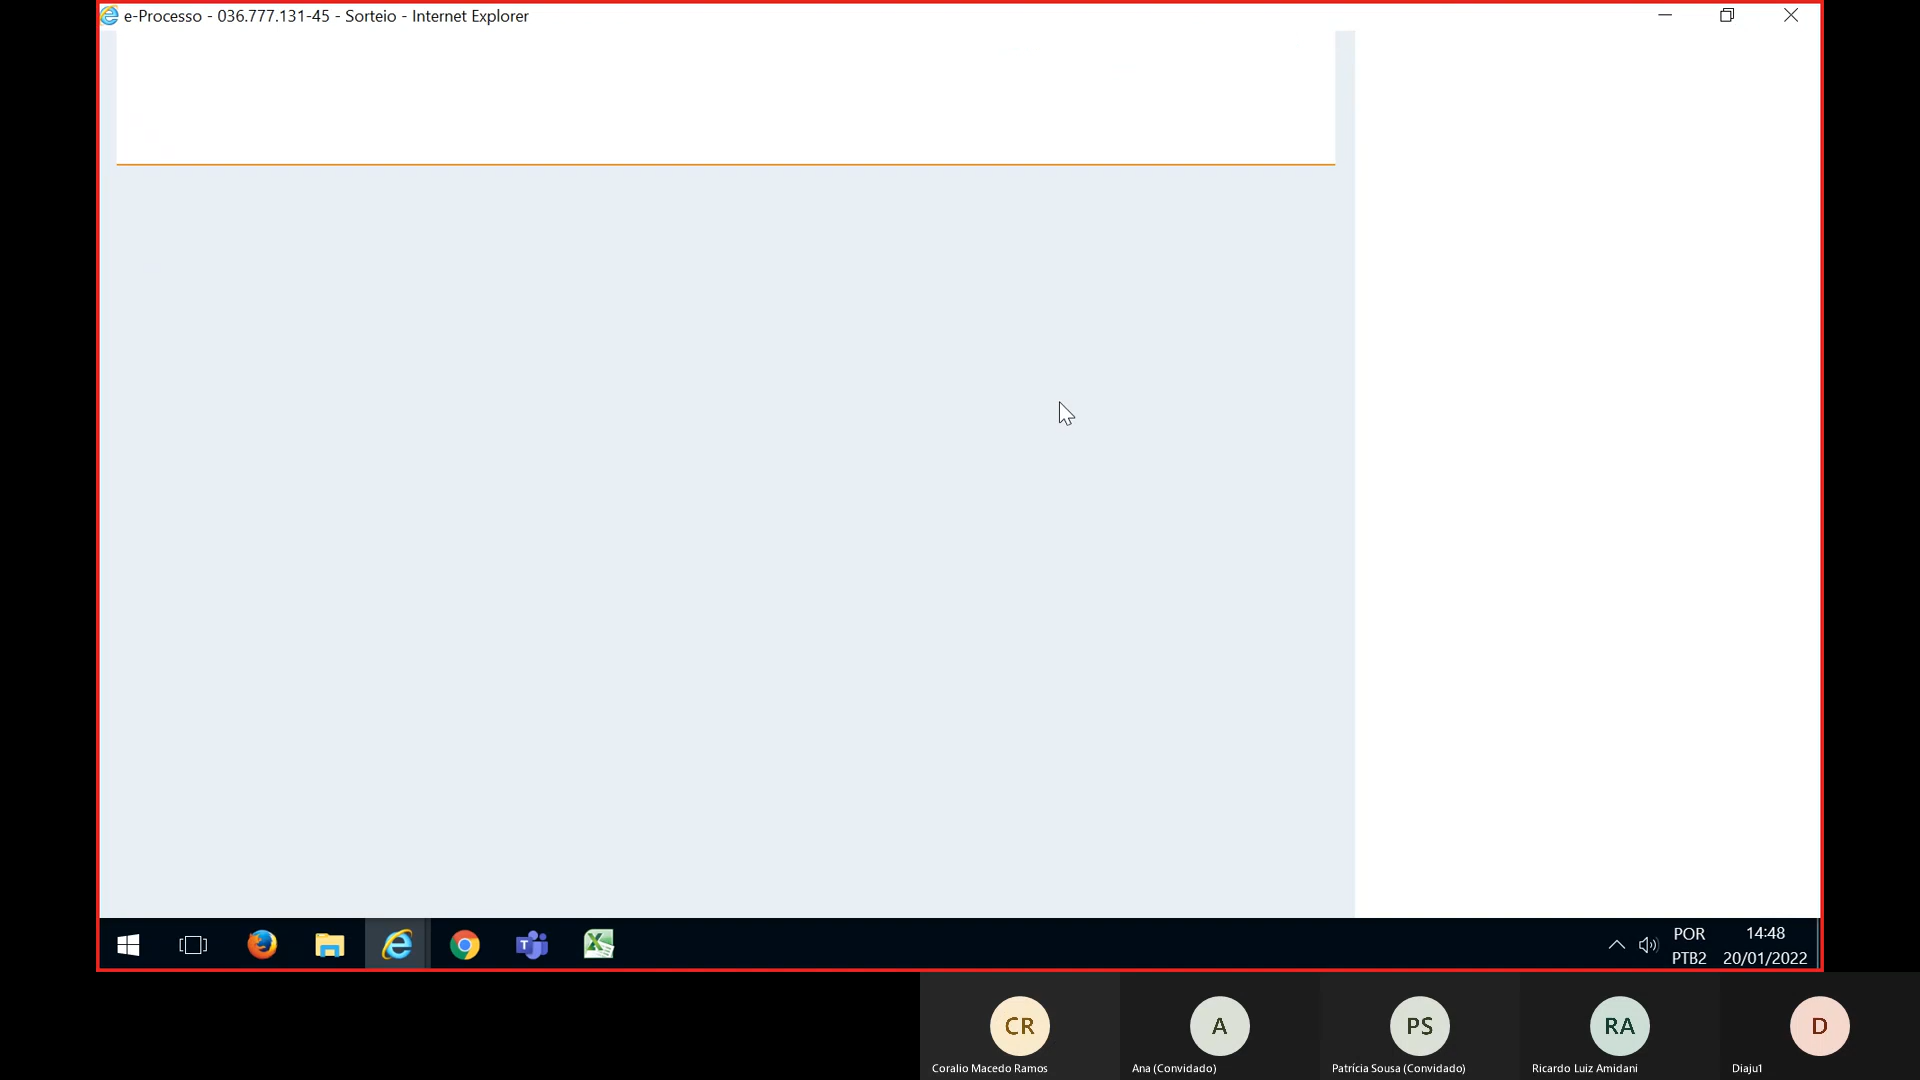 e-Processo - 036.777.131-45 - Sorteio - Internet Explorer
POR
14:48
PTB2
20/01/2022
CR
A
PS
RA
D
Coralio Macedo Ramos
Ana (Convidado)
Patrícia Sousa (Convidado)
Ricardo Luiz Amidani
Diaju1